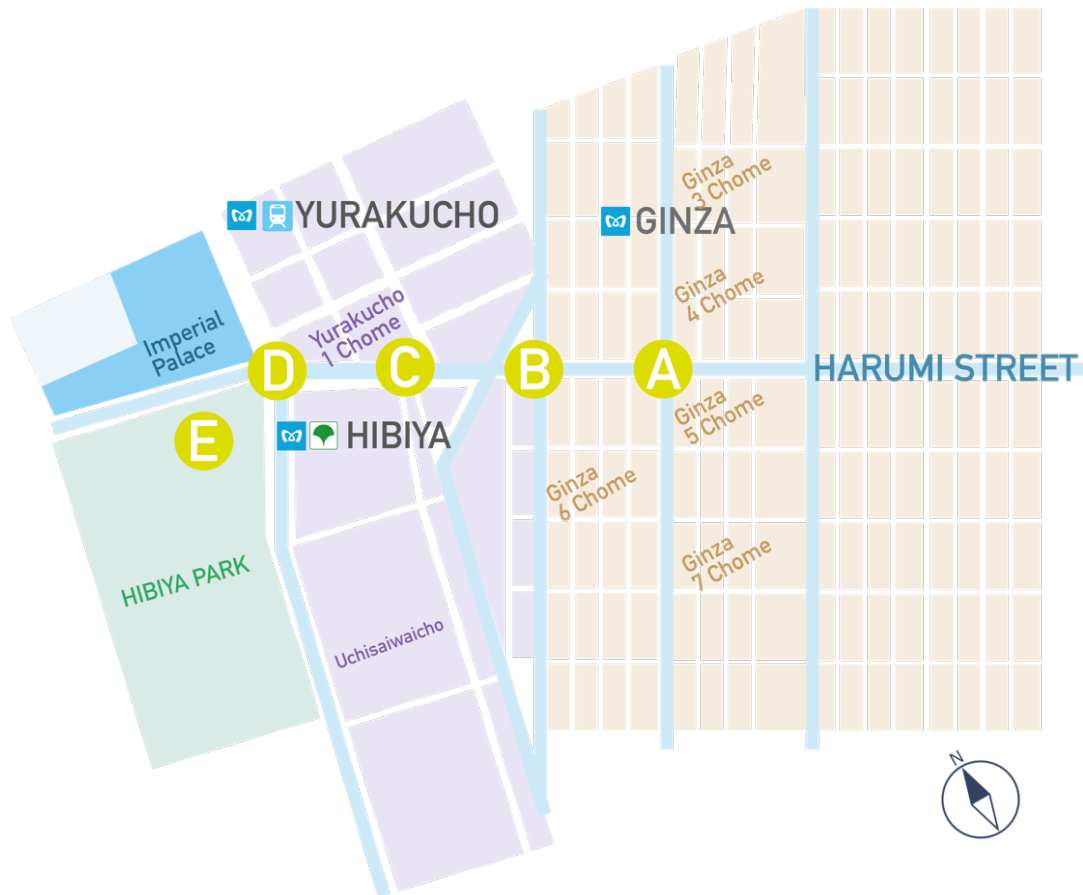 Ginza
3 Chome
YURAKUCHO
GINZA
Ginza
4 Chome
Imperial
Palace
Yurakucho
1 Chome
D
C
B
A
HARUMI STREET
Ginza
5 Chome
E
HIBIYA
Ginza
6 Chome
Ginza
7 Chome
HIBIYA PARK
Uchisaiwaicho
N